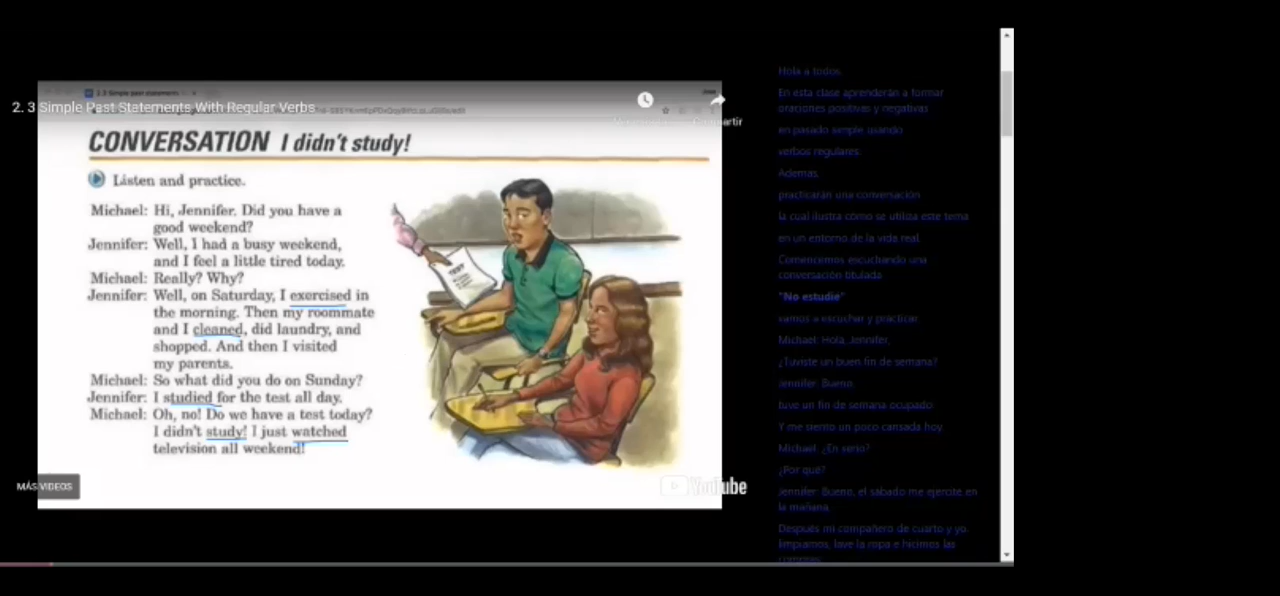 2. 3 Simple Past Statements With Regular Verbs
CONVERSATION I didn't study!
Listen and practice.
Michael: Hi, Jennifer. Did you have a
good weekend?
Jennifer: Well, I had a busy weekend,
and I feel a little tired today.
Michael: Really? Why?
Jennifer: Well, on Saturday, I exercised in
the morning. Then my roommate
and I cleaned, did laundry, and
shopped. And then I visited
my parents.
Michael: So what did you do on Sunday?
Jennifer: I studied for the test all day.
Michael: Oh, no! Do we have a test today?
I didn't study! I just watched
television all weekend!
TEST
MÁS VIDEOS
YouTube
Hola a todos.
En esta clase aprenderán a formar
oraciones positivas y negativas
en pasado simple usando
verbos regulares.
Además,
practicarán una conversación
la cual ilustra cómo se utiliza este tema
en un entorno de la vida real.
Comencemos escuchando una
conversación titulada
"No estudié"
vamos a escuchar y practicar.
Michael: Hola, Jennifer,
¿Tuviste un buen fin de semana?
Jennifer: Bueno
tuve un fin de semana ocupado
Y me siento un poco cansada hoy.
Michael: ¿En serio?
¿Por qué?
Jennifer: Bueno, el sábado me ejercité en
la mañana,
Después mi compañero de cuarto y yo
limpiamos, lavé la ropa e hicimos las
compras.